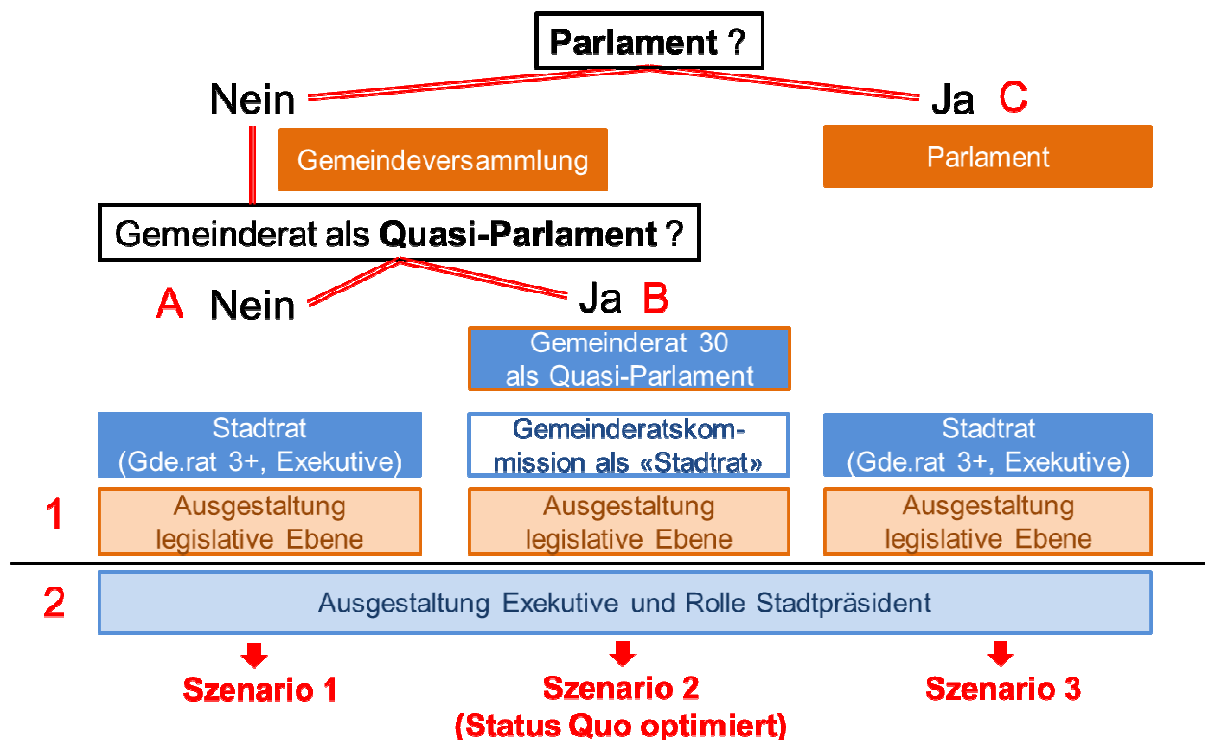 Parlament ?
Nein
Ja C
Gemeindeversammlung
Parlament
Gemeinderat als Quasi-Parlament ?
A Nein
Ja B
Gemeinderat 30
als Quasi-Parlament
Stadtrat
(Gde.rat 3+, Exekutive)
Gemeinderatskom-
mission als «Stadtrat»
Stadtrat
(Gde.rat 3+, Exekutive)
1
Ausgestaltung
legislative Ebene
Ausgestaltung
legislative Ebene
Ausgestaltung
legislative Ebene
2
Ausgestaltung Exekutive und Rolle Stadtpräsident
Szenario 1
Szenario 2
(Status Quo optimiert)
Szenario 3